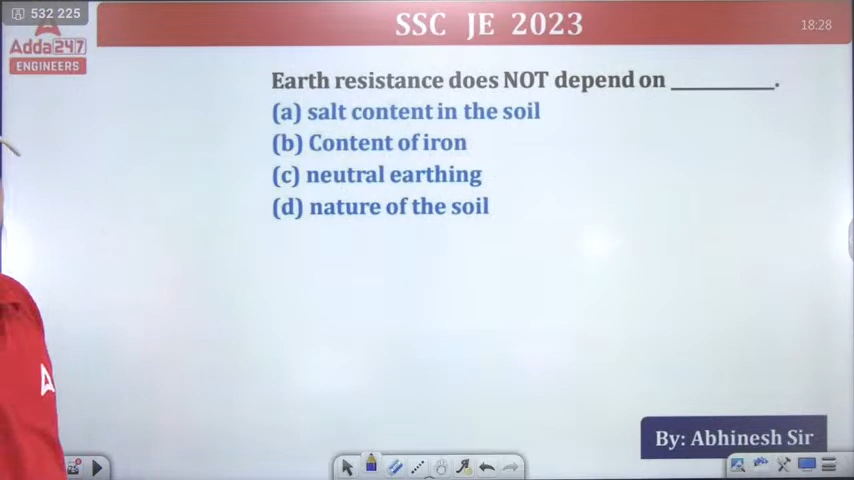 532 225
SSC JE 2023
18:28
Adda247
ENGINEERS
Earth resistance does NOT depend on __________.
(a) salt content in the soil
(b) Content of iron
(c) neutral earthing
(d) nature of the soil
By: Abhinesh Sir